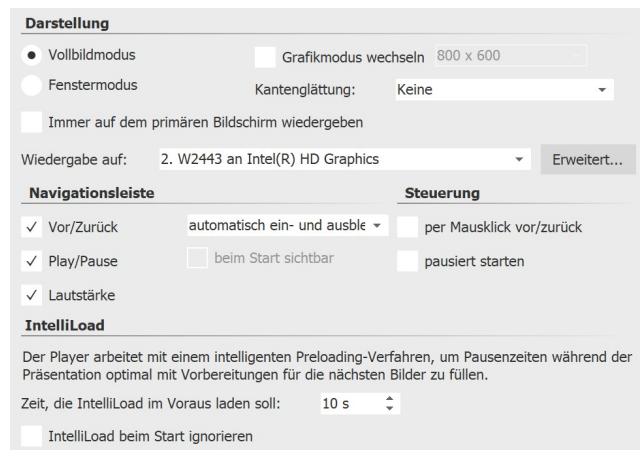 Darstellung
Vollbildmodus
Grafikmodus wechseln 800 x 600
Fenstermodus
Kantenglättung: Keine
Immer auf dem primären Bildschirm wiedergeben
Wiedergabe auf: 2. W2443 an Intel(R) HD Graphics Erweitert...
Navigationsleiste
Steuerung
Vor/Zurück automatisch ein- und ausble
per Mausklick vor/zurück
Play/Pause beim Start sichtbar
pausiert starten
Lautstärke
IntelliLoad
Der Player arbeitet mit einem intelligenten Preloading-Verfahren, um Pausenzeiten während der
Präsentation optimal mit Vorbereitungen für die nächsten Bilder zu füllen.
Zeit, die IntelliLoad im Voraus laden soll: 10 s
IntelliLoad beim Start ignorieren